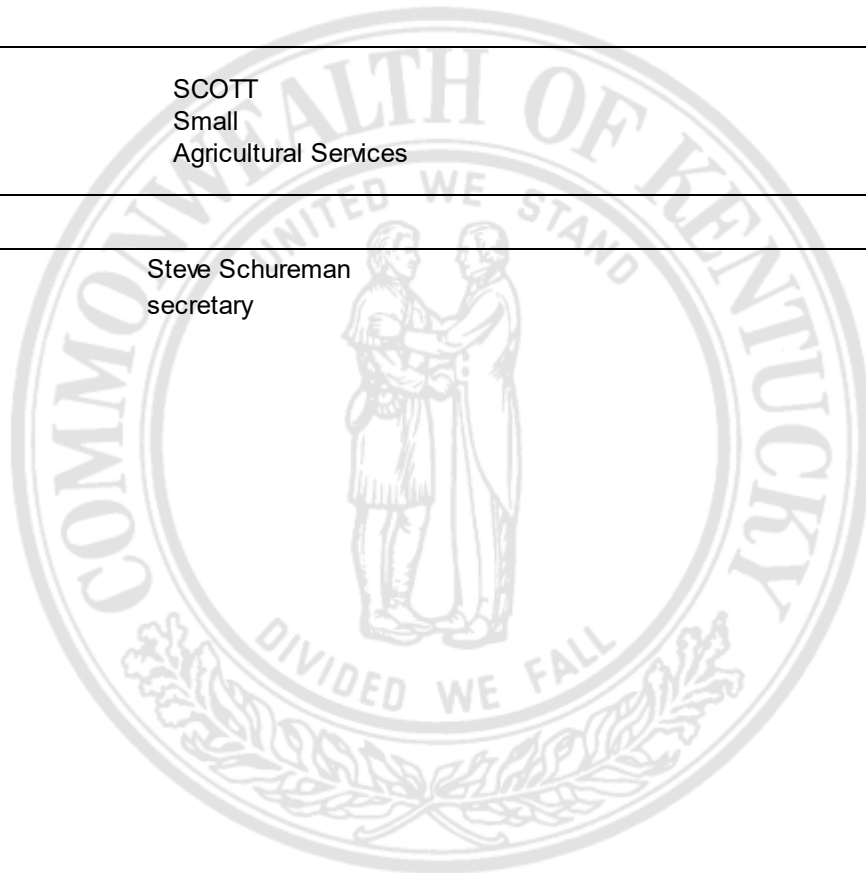 SCOTT
Small
Agricultural Services
Steve Schureman
secretary
COMMONWEALTH OF KENTUCKY
UNITED WE STAND
DIVIDED WE FALL